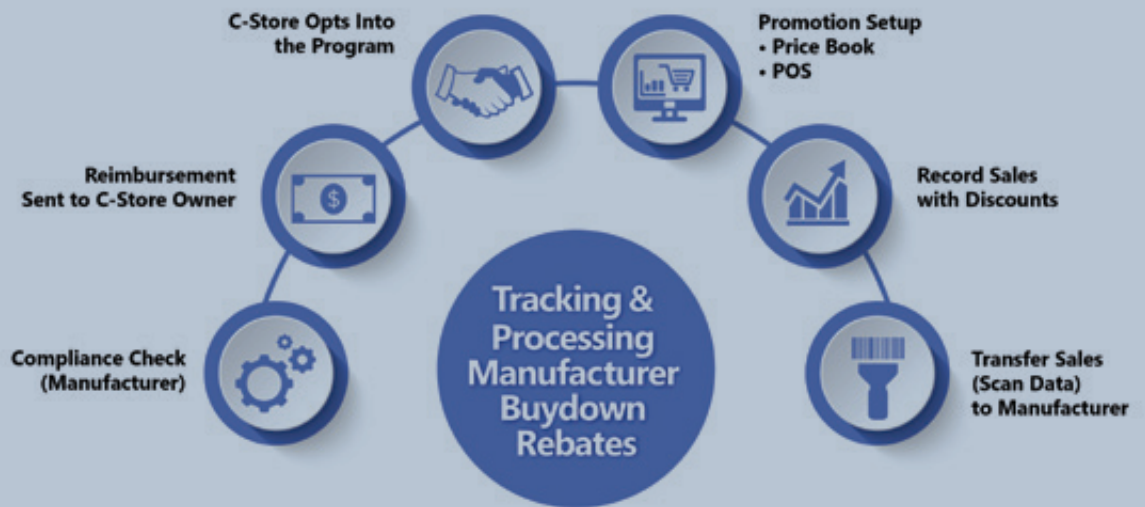 C-Store Opts Into
the Program
Promotion Setup
• Price Book
• POS
Reimbursement
Sent to C-Store Owner
$
Record Sales
with Discounts
Tracking &
Processing
Manufacturer
Buydown
Rebates
Compliance Check
(Manufacturer)
Transfer Sales
(Scan Data)
to Manufacturer